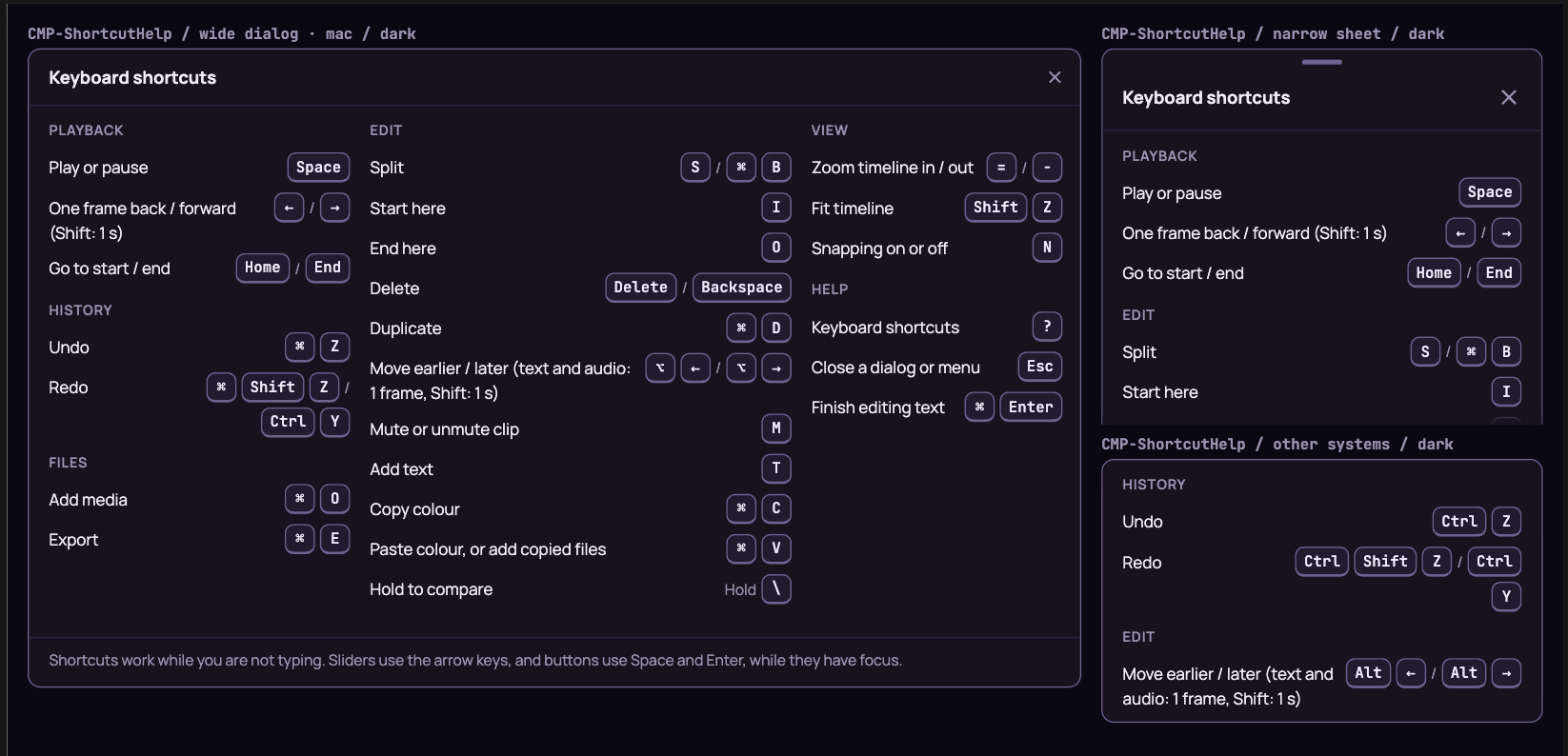 CMP-ShortcutHelp / wide dialog · mac / dark
Keyboard shortcuts ×
PLAYBACK
Play or pause Space
One frame back / forward ← / →
(Shift: 1 s)
Go to start / end Home / End
HISTORY
Undo ⌘ Z
Redo ⌘ Shift Z /
Ctrl Y
FILES
Add media ⌘ O
Export ⌘ E
EDIT
Split S / ⌘ B
Start here I
End here O
Delete Delete / Backspace
Duplicate ⌘ D
Move earlier / later (text and audio: ⌥ ← / ⌥ →
1 frame, Shift: 1 s)
Mute or unmute clip M
Add text T
Copy colour ⌘ C
Paste colour, or add copied files ⌘ V
Hold to compare Hold \
VIEW
Zoom timeline in / out = / -
Fit timeline Shift Z
Snapping on or off N
HELP
Keyboard shortcuts ?
Close a dialog or menu Esc
Finish editing text ⌘ Enter
Shortcuts work while you are not typing. Sliders use the arrow keys, and buttons use Space and Enter, while they have focus.
CMP-ShortcutHelp / narrow sheet / dark
Keyboard shortcuts ×
PLAYBACK
Play or pause Space
One frame back / forward (Shift: 1 s) ← / →
Go to start / end Home / End
EDIT
Split S / ⌘ B
Start here I
CMP-ShortcutHelp / other systems / dark
HISTORY
Undo Ctrl Z
Redo Ctrl Shift Z / Ctrl
Y
EDIT
Move earlier / later (text and Alt ← / Alt →
audio: 1 frame, Shift: 1 s)